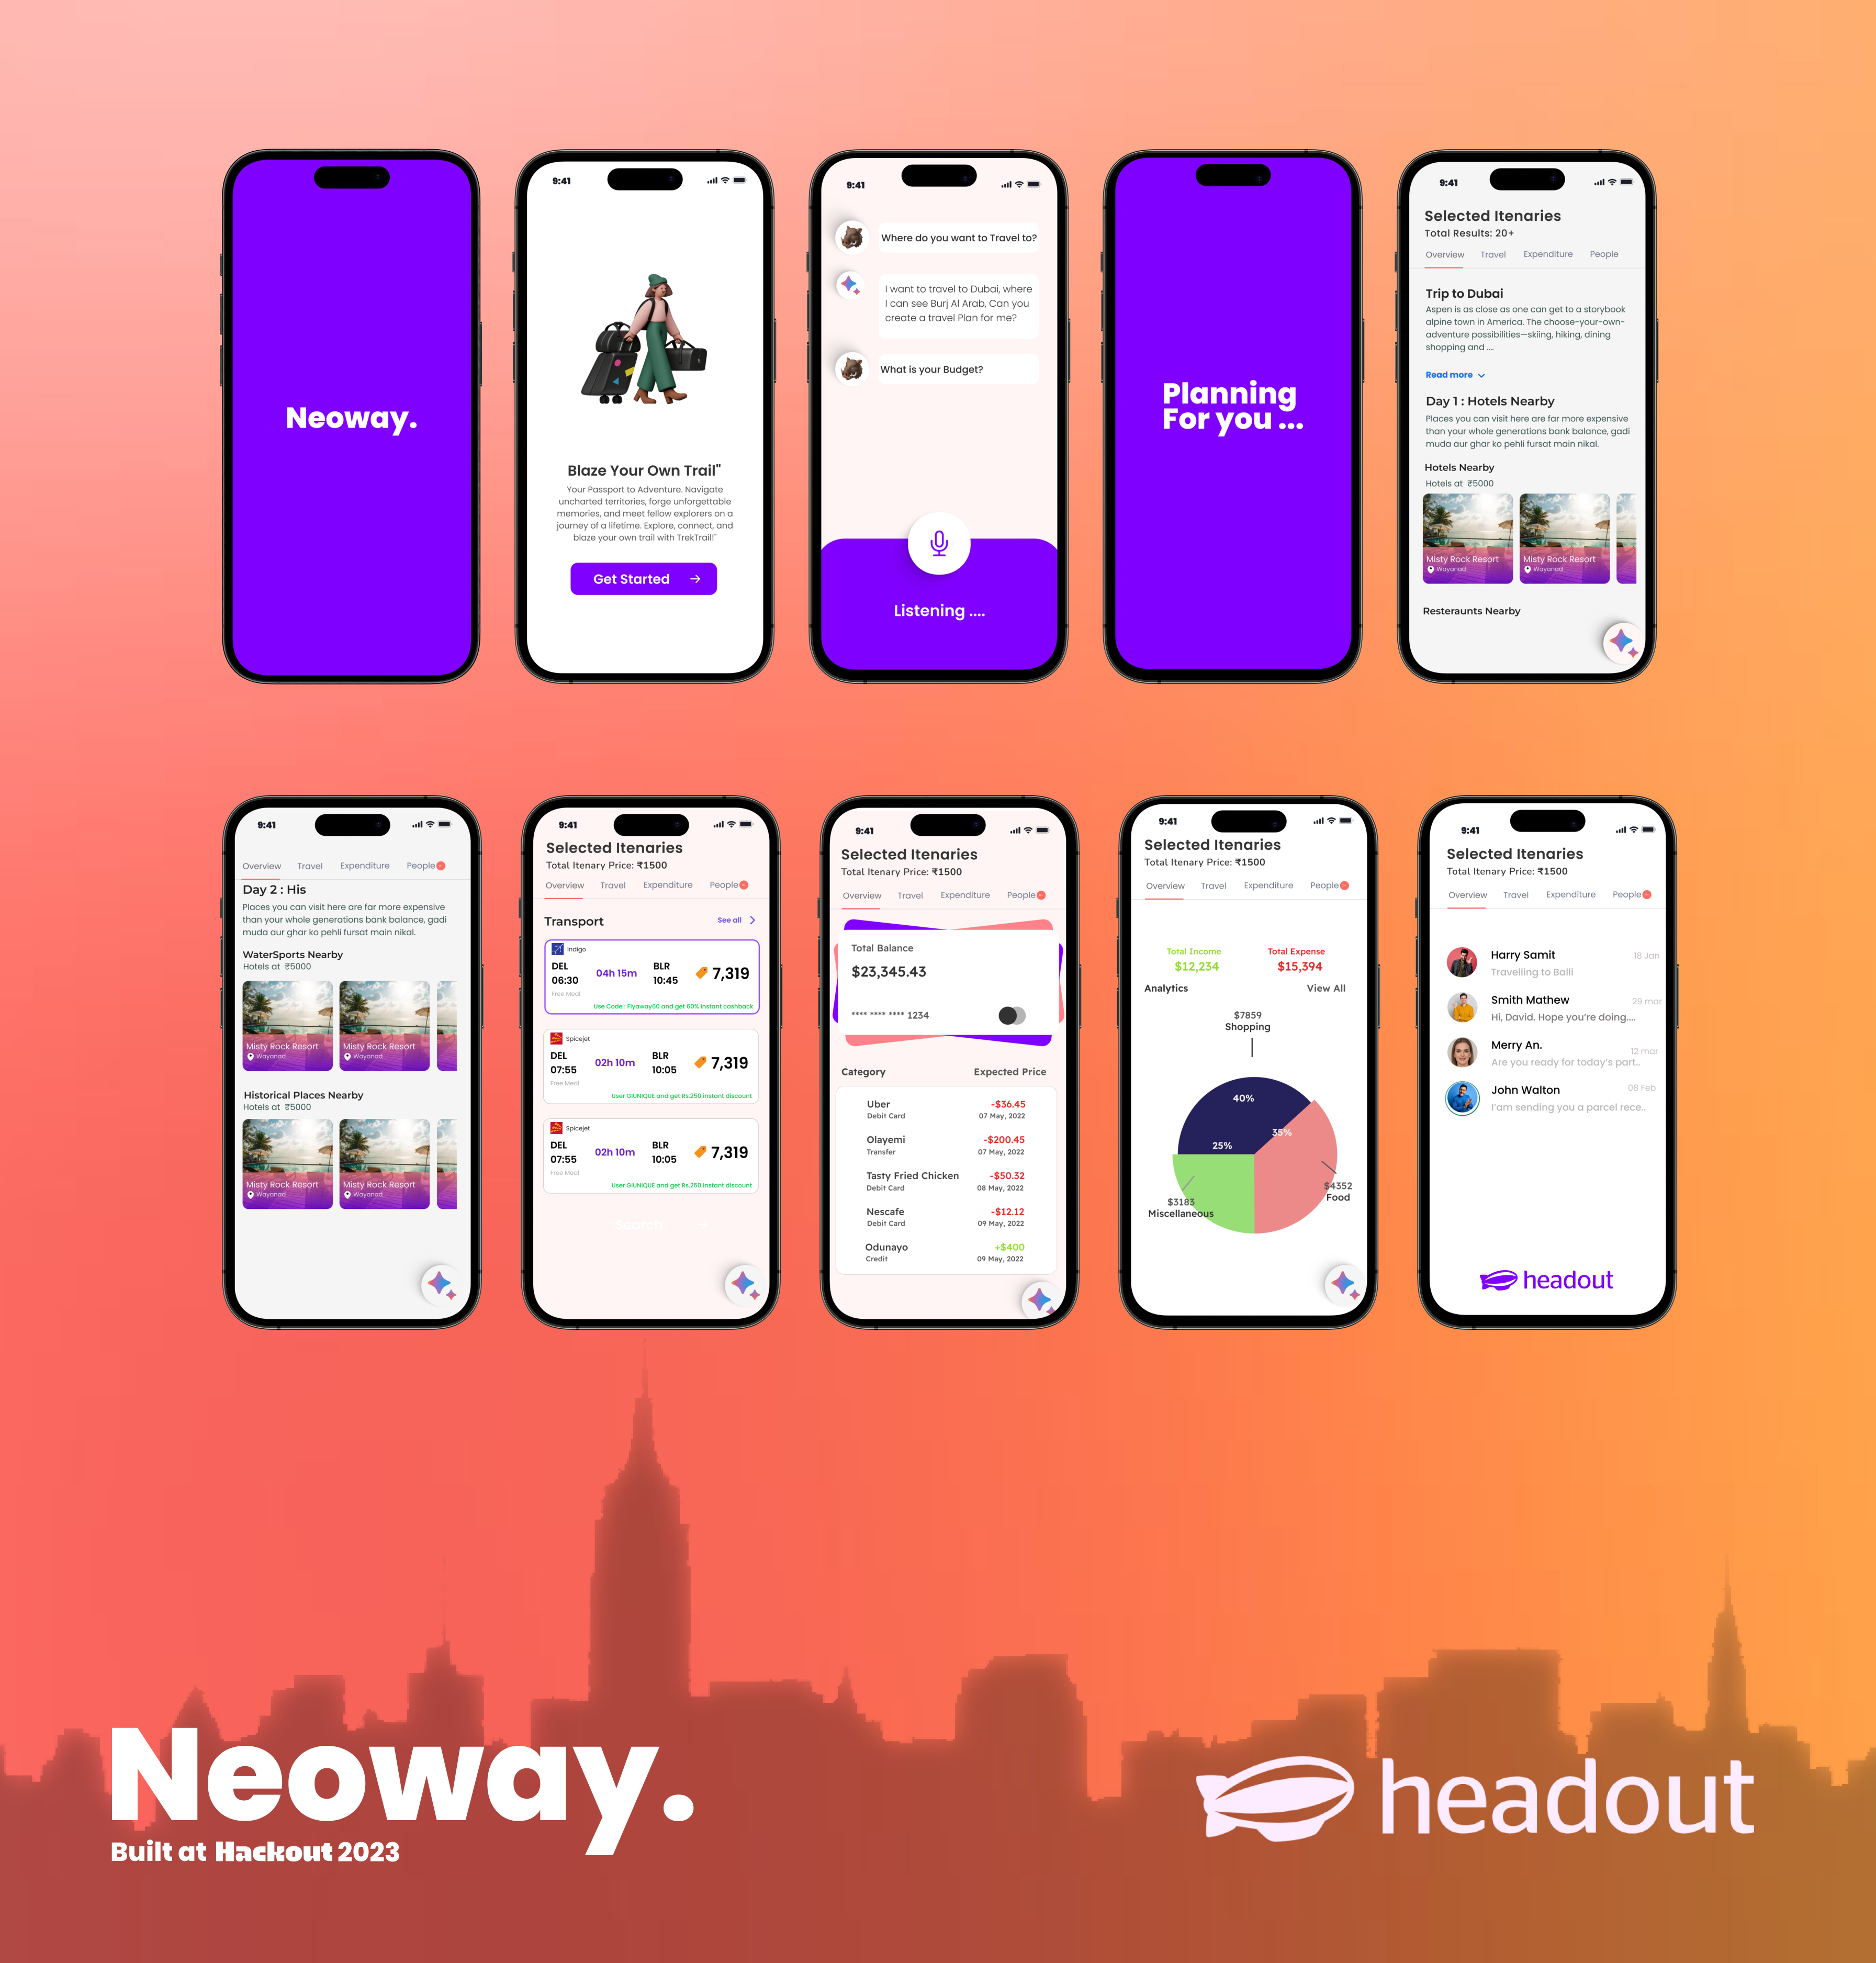 Neoway.
9:41
Blaze Your Own Trail"
Your Passport to Adventure. Navigate
uncharted territories, forge unforgettable
memories, and meet fellow explorers on a
journey of a lifetime. Explore, connect, and
blaze your own trail with TrekTrail!"
Get Started
9:41
Where do you want to Travel to?
I want to travel to Dubai, where
I can see Burj Al Arab, Can you
create a travel Plan for me?
What is your Budget?
Listening ....
Planning
For you ...
9:41
Selected Itenaries
Total Results: 20+
Overview Travel Expenditure People
Trip to Dubai
Aspen is as close as one can get to a storybook
alpine town in America. The choose-your-own-
adventure possibilities—skiing, hiking, dining
shopping and ....
Read more
Day 1 : Hotels Nearby
Places you can visit here are far more expensive
than your whole generations bank balance, gadi
muda aur ghar ko pehli fursat main nikal.
Hotels Nearby
Hotels at ₹5000
Misty Rock Resort Misty Rock Resort
Wayanad Wayanad
Resteraunts Nearby
9:41
Overview Travel Expenditure People
Day 2 : His
Places you can visit here are far more expensive
than your whole generations bank balance, gadi
muda aur ghar ko pehli fursat main nikal.
WaterSports Nearby
Hotels at ₹5000
Misty Rock Resort Misty Rock Resort
Wayanad Wayanad
Historical Places Nearby
Hotels at ₹5000
Misty Rock Resort Misty Rock Resort
Wayanad Wayanad
9:41
Selected Itenaries
Total Itenary Price: ₹1500
Overview Travel Expenditure People
Transport See all
Indigo
DEL 04h 15m BLR 7,319
06:30 10:45
Free Meal
Use Code : Flyaway60 and get 60% instant cashback
Spicejet
DEL 02h 10m BLR 7,319
07:55 10:05
Free Meal
User GIUNIQUE and get Rs.250 instant discount
Spicejet
DEL 02h 10m BLR 7,319
07:55 10:05
Free Meal
User GIUNIQUE and get Rs.250 instant discount
Search
9:41
Selected Itenaries
Total Itenary Price: ₹1500
Overview Travel Expenditure People
Total Balance
$23,345.43
**** **** **** 1234
Category Expected Price
Uber -$36.45
Debit Card 07 May, 2022
Olayemi -$200.45
Transfer 07 May, 2022
Tasty Fried Chicken -$50.32
Debit Card 08 May, 2022
Nescafe -$12.12
Debit Card 09 May, 2022
Odunayo +$400
Credit 09 May, 2022
9:41
Selected Itenaries
Total Itenary Price: ₹1500
Overview Travel Expenditure People
Total Income Total Expense
$12,234 $15,394
Analytics View All
$7859
Shopping
40%
35%
25%
$4352
Food
$3183
Miscellaneous
9:41
Selected Itenaries
Total Itenary Price: ₹1500
Overview Travel Expenditure People
Harry Samit 18 Jan
Travelling to Balli
Smith Mathew 29 mar
Hi, David. Hope you're doing....
Merry An. 12 mar
Are you ready for today's part..
John Walton 08 Feb
I'am sending you a parcel rece..
headout
Neoway.
Built at Hackout 2023
headout